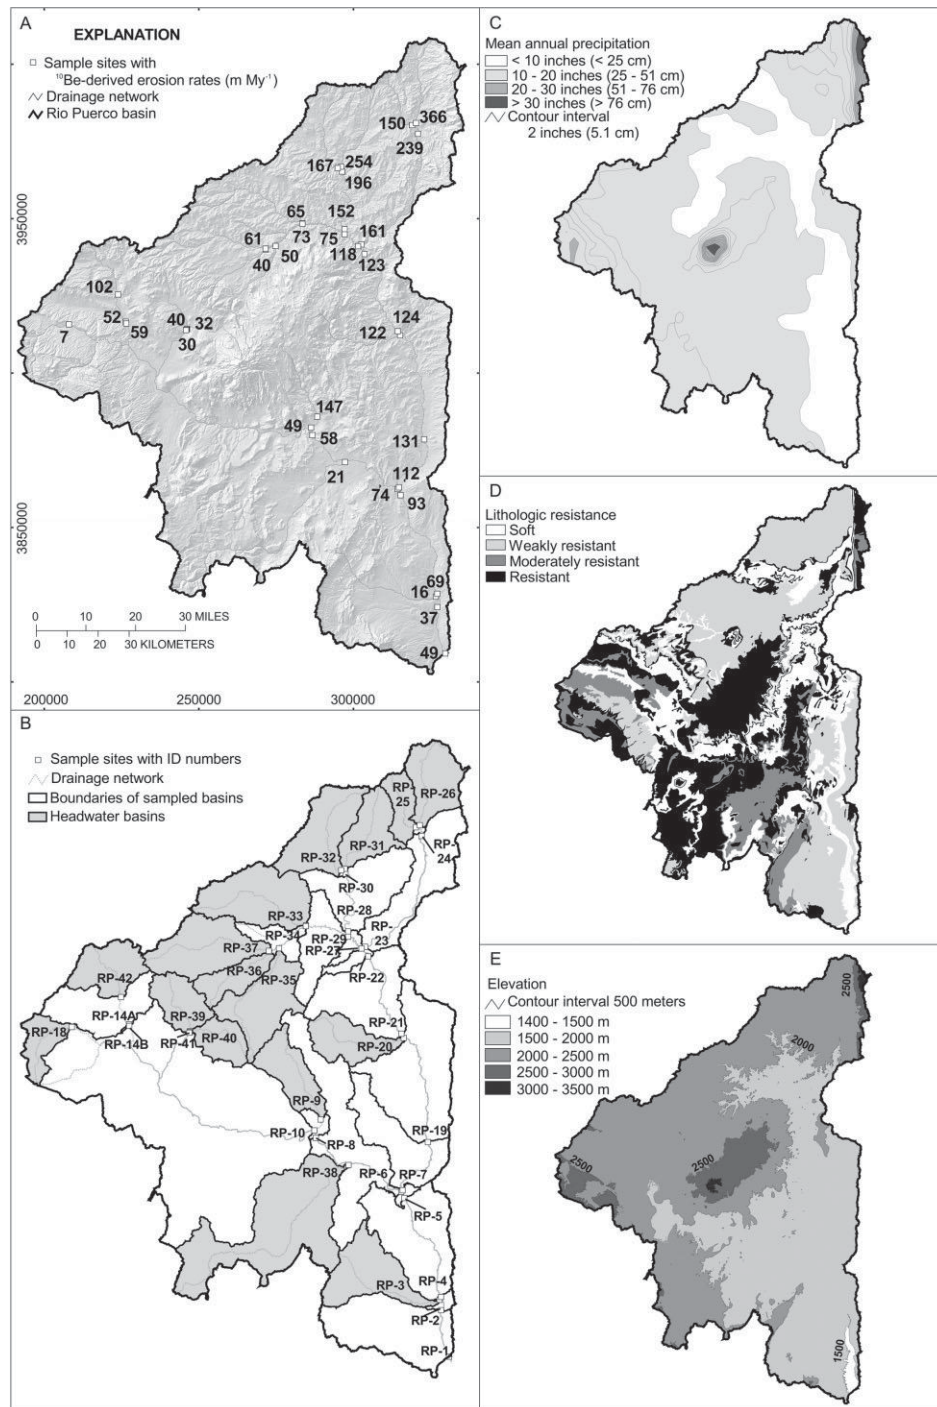 A
EXPLANATION
Sample sites with
¹⁰Be-derived erosion rates (m My⁻¹)
Drainage network
Rio Puerco basin
150
366
239
167
254
196
65
152
61
73
75
161
40
50
118
123
102
52
59
40
32
7
30
124
122
147
49
58
131
21
112
74
93
69
16
37
49
3950000
3850000
0 10 20 30 MILES
0 10 20 30 KILOMETERS
200000
250000
300000
B
Sample sites with ID numbers
Drainage network
Boundaries of sampled basins
Headwater basins
RP-25
RP-26
RP-24
RP-31
RP-32
RP-30
RP-33
RP-28
RP-34
RP-29
RP-23
RP-37
RP-27
RP-36
RP-35
RP-22
RP-42
RP-14A
RP-39
RP-18
RP-21
RP-14B
RP-41
RP-40
RP-20
RP-9
RP-10
RP-8
RP-19
RP-38
RP-6
RP-7
RP-5
RP-3
RP-4
RP-2
RP-1
C
Mean annual precipitation
< 10 inches (< 25 cm)
10 - 20 inches (25 - 51 cm)
20 - 30 inches (51 - 76 cm)
> 30 inches (> 76 cm)
Contour interval
2 inches (5.1 cm)
D
Lithologic resistance
Soft
Weakly resistant
Moderately resistant
Resistant
E
Elevation
Contour interval 500 meters
1400 - 1500 m
1500 - 2000 m
2000 - 2500 m
2500 - 3000 m
3000 - 3500 m
2500
2000
2500
2500
1500